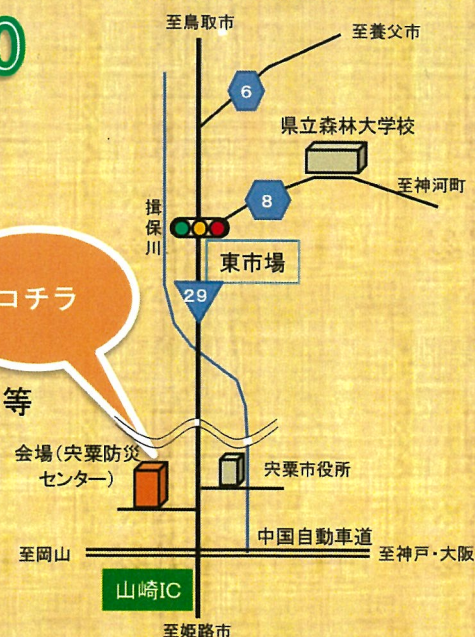 0
至鳥取市
至養父市
6
県立森林大学校
至神河町
8
揖保川
東市場
29
コチラ
等
会場(宍粟防災
センター)
宍粟市役所
中国自動車道
至岡山
至神戸・大阪
山崎IC
至姫路市